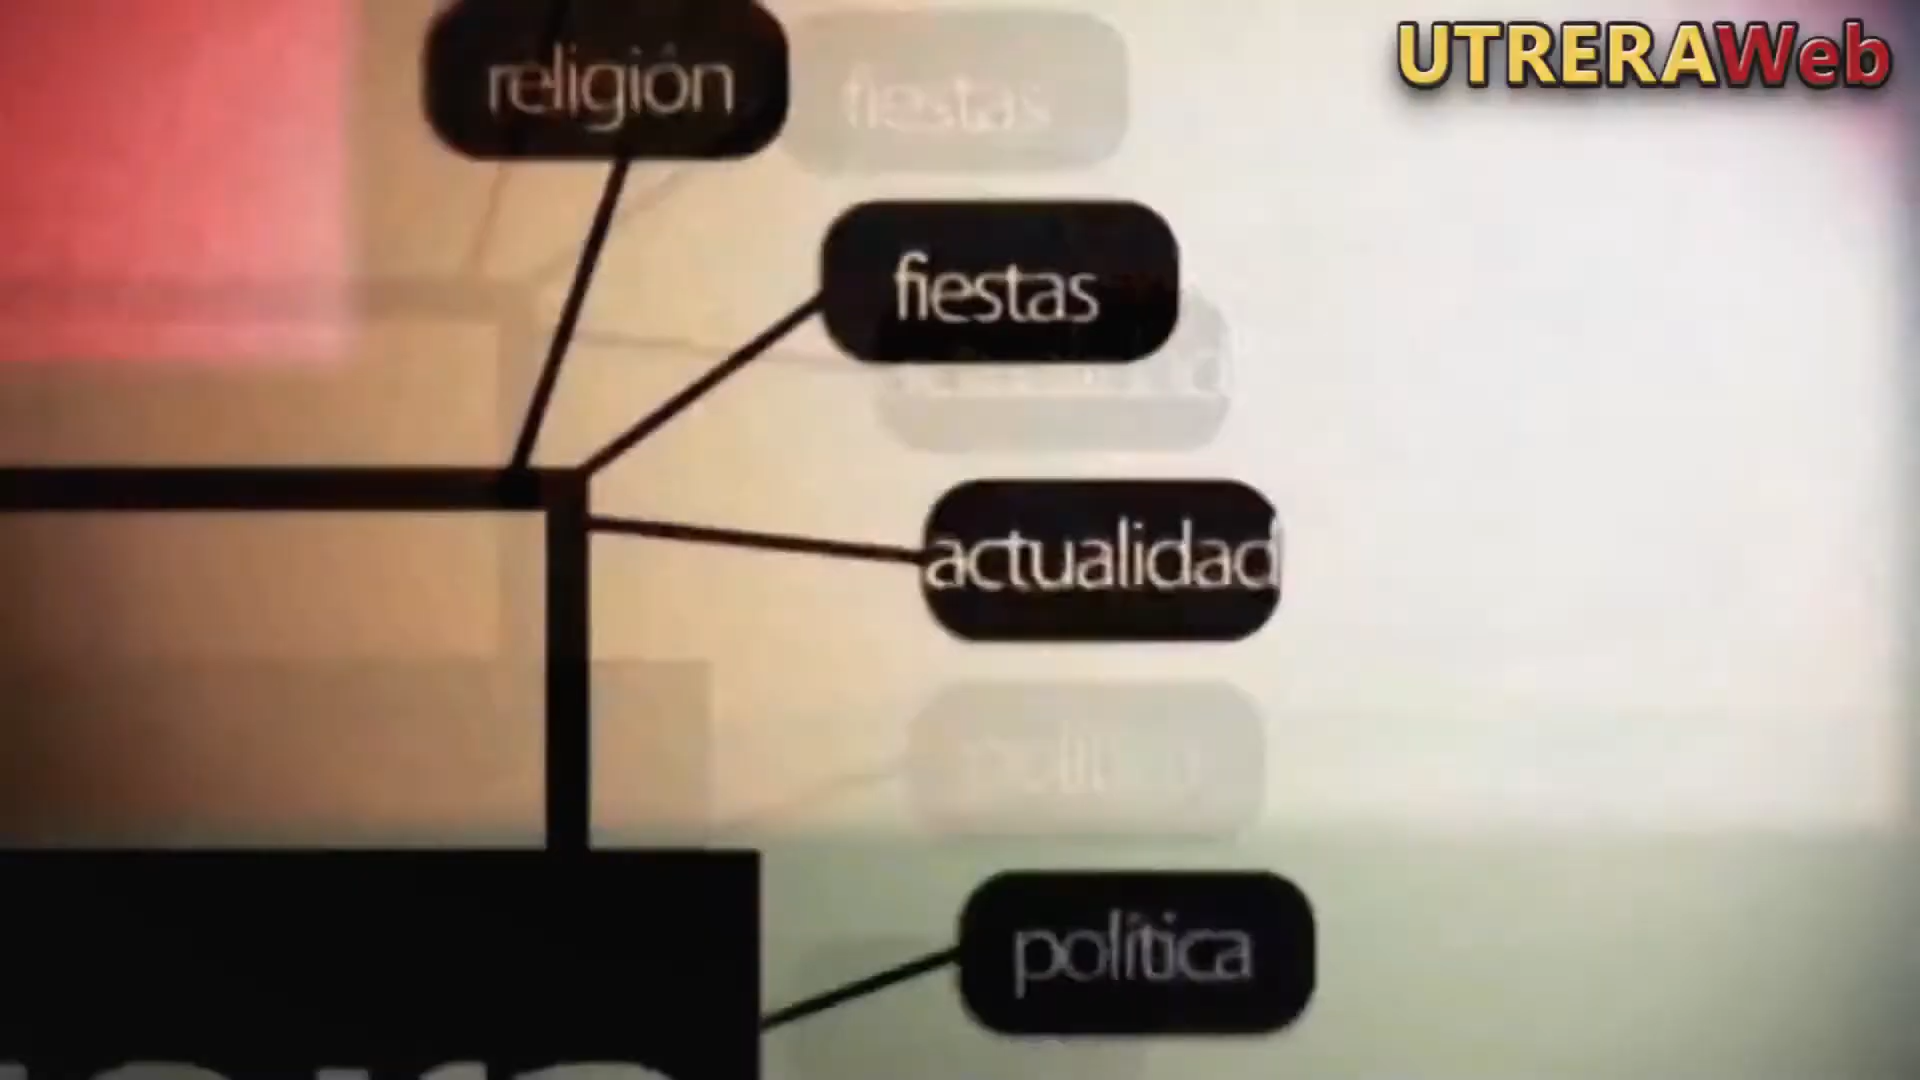 UTRERAWeb
religión
fiestas
fiestas
actualidad
política